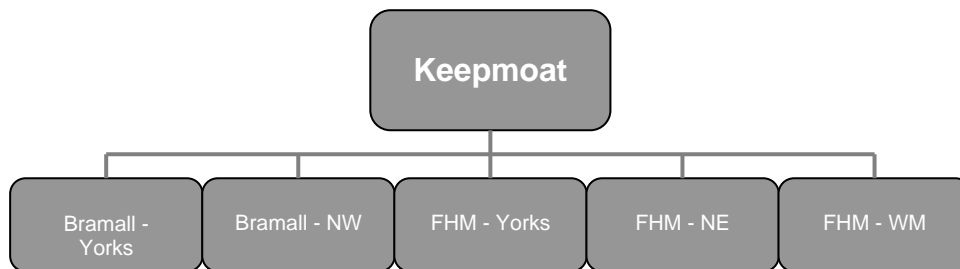 Keepmoat
Bramall -
Yorks
Bramall - NW
FHM - Yorks
FHM - NE
FHM - WM